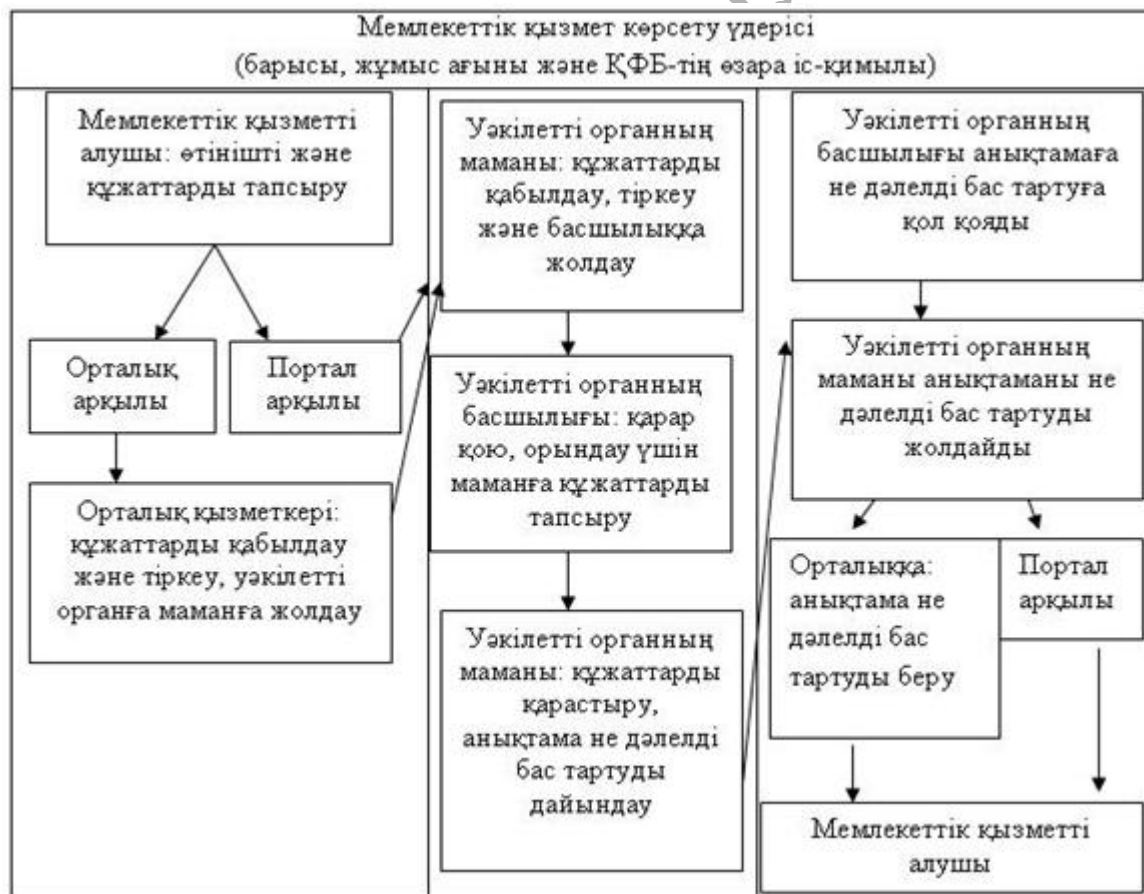 Мемлекеттік қызмет көрсету үдерісі
(барысы, жұмыс ағыны және ҚФБ-тің өзара іс-қимылы)
Мемлекеттік қызметті
алушы: өтінішті және
құжаттарды тапсыру
Орталық
арқылы
Портал
арқылы
Орталық қызметкері:
құжаттарды қабылдау
және тіркеу, уәкілетті
органға маманға жолдау
Уәкілетті органның
маманы: құжаттарды
қабылдау, тіркеу
және басшылыққа
жолдау
Уәкілетті органның
басшылығы: қарар
қою, орындау үшін
маманға құжаттарды
тапсыру
Уәкілетті органның
маманы: құжаттарды
қарастыру,
анықтама не дәлелді
бас тартуды
дайындау
Уәкілетті органның
басшылығы анықтамаға
не дәлелді бас тартуға
қол қояды
Уәкілетті органның
маманы анықтаманы не
дәлелді бас тартуды
жолдайды
Орталыққа:
анықтама не
дәлелді бас
тартуды беру
Портал
арқылы
Мемлекеттік қызметті
алушы